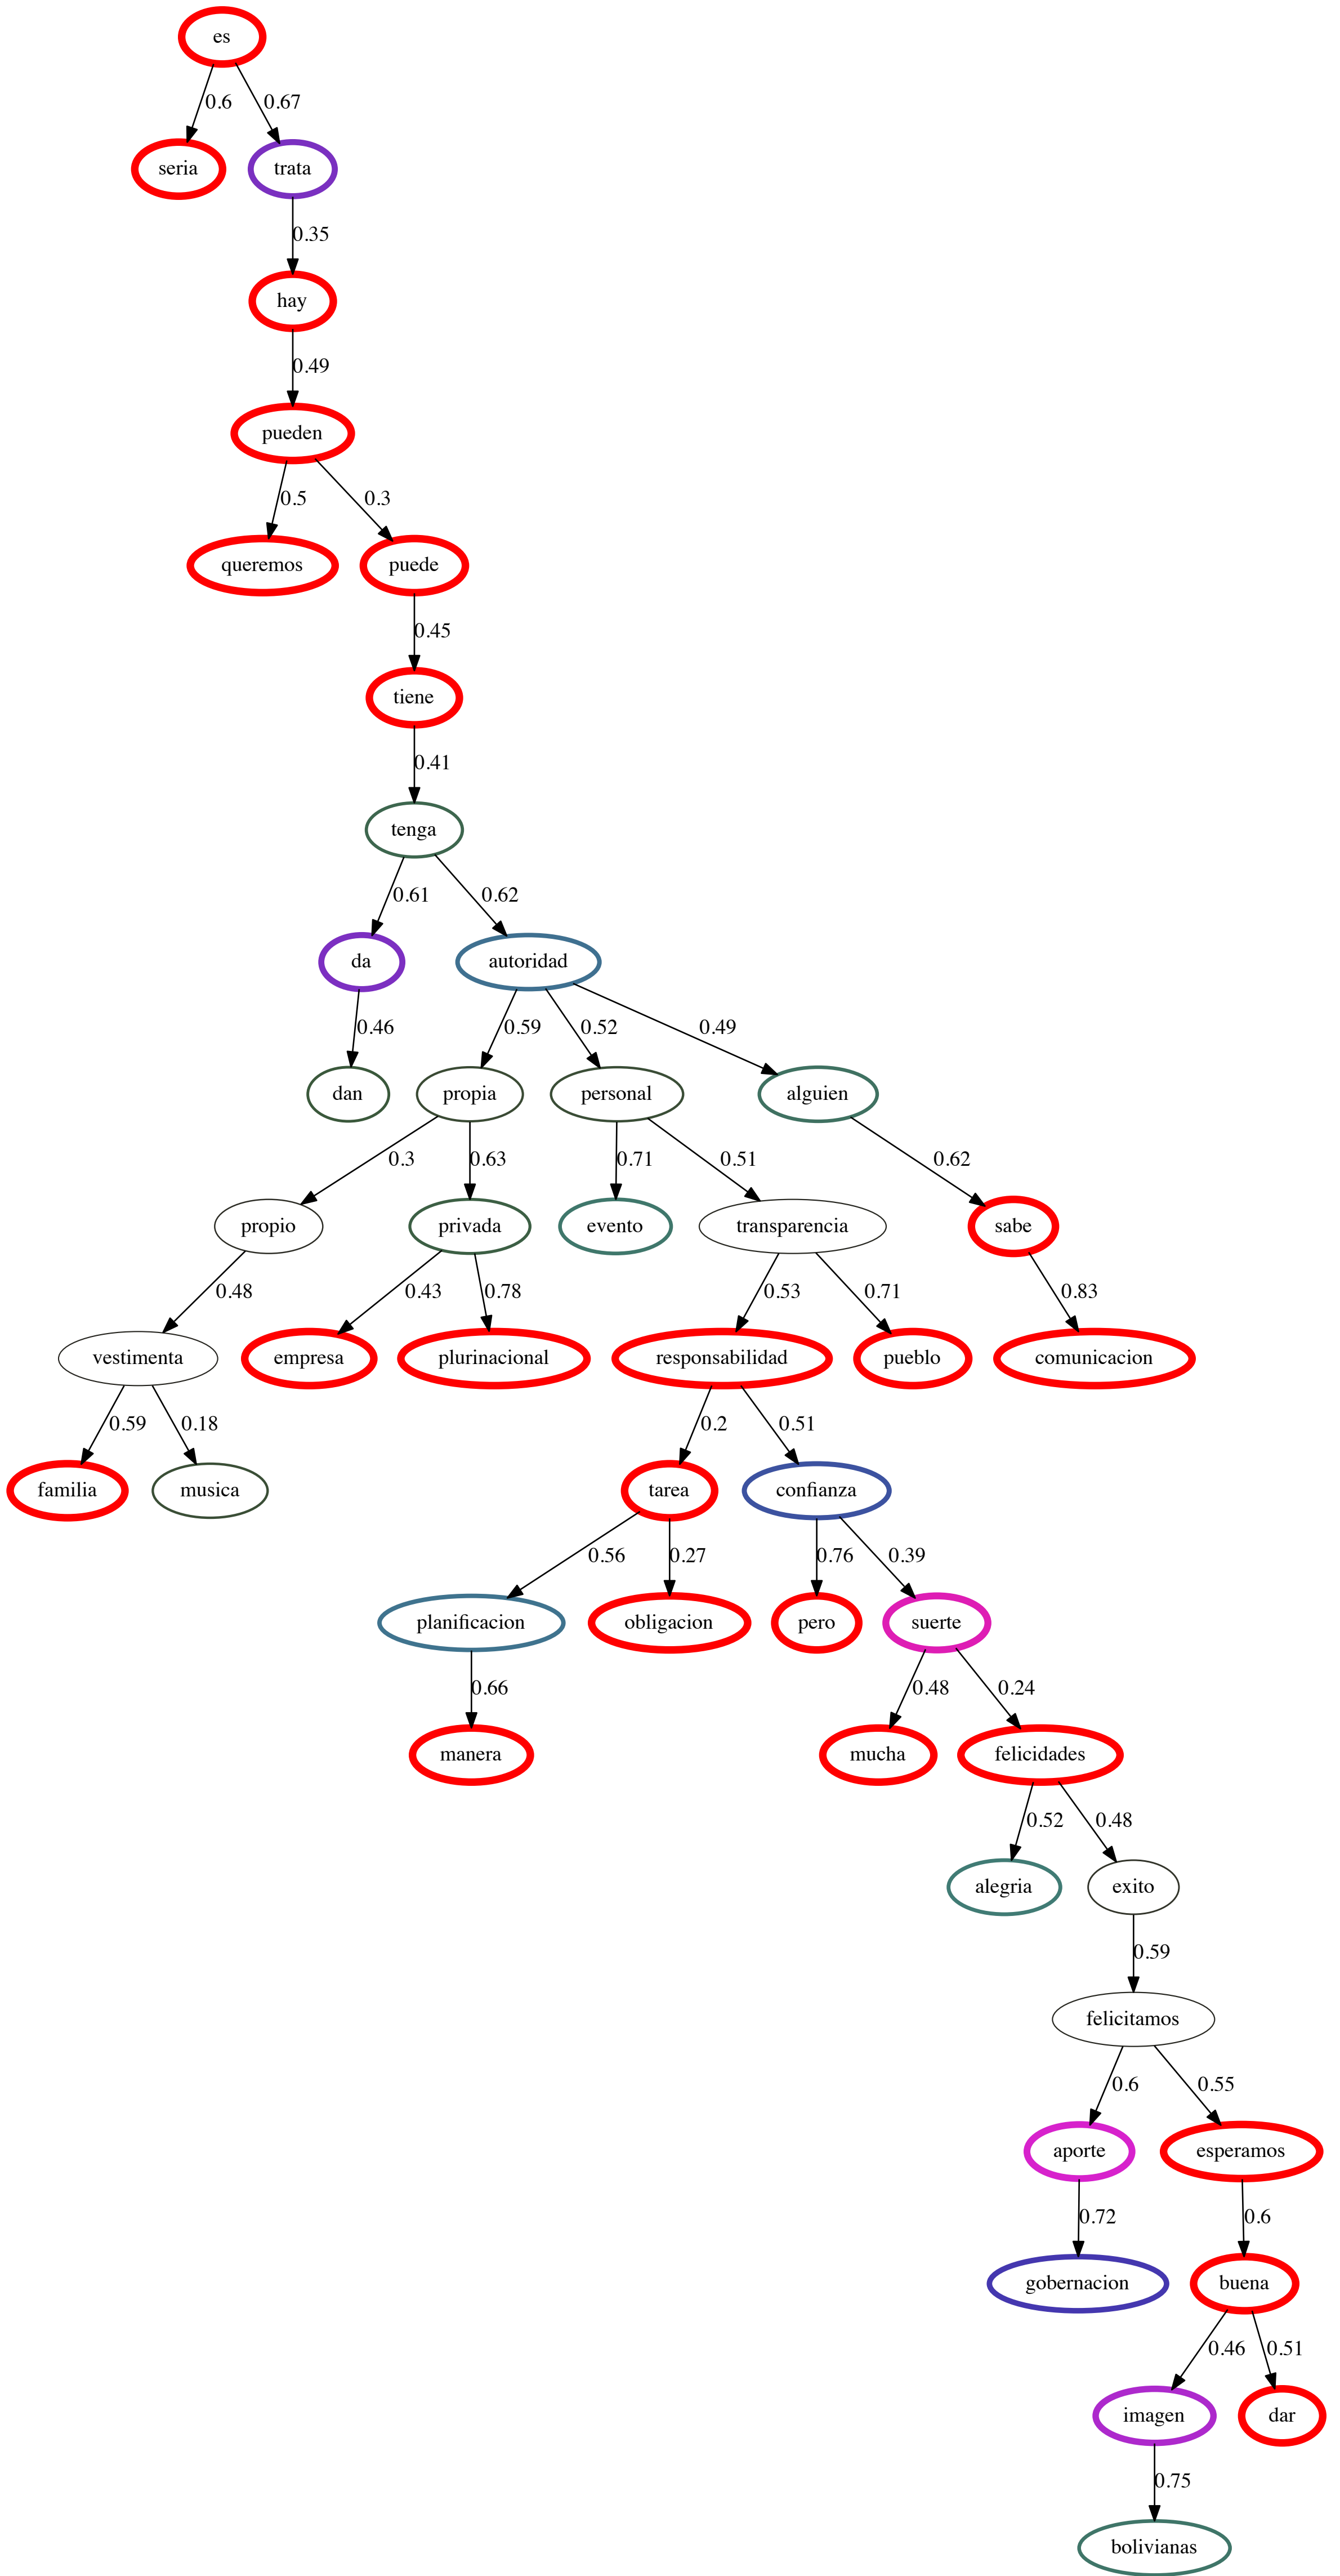 es
0.6 0.67
seria trata
0.35
hay
0.49
pueden
0.5 0.3
queremos puede
0.45
tiene
0.41
tenga
0.61 0.62
da autoridad
0.46 0.59 0.52 0.49
dan propia personal alguien
0.3 0.63 0.71 0.51 0.62
propio privada evento transparencia sabe
0.48 0.43 0.78 0.53 0.71 0.83
vestimenta empresa plurinacional responsabilidad pueblo comunicacion
0.59 0.18 0.2 0.51
familia musica tarea confianza
0.56 0.27 0.76 0.39
planificacion obligacion pero suerte
0.66 0.48 0.24
manera mucha felicidades
0.52 0.48
alegria exito
0.59
felicitamos
0.6 0.55
aporte esperamos
0.72 0.6
gobernacion buena
0.46 0.51
imagen dar
0.75
bolivianas